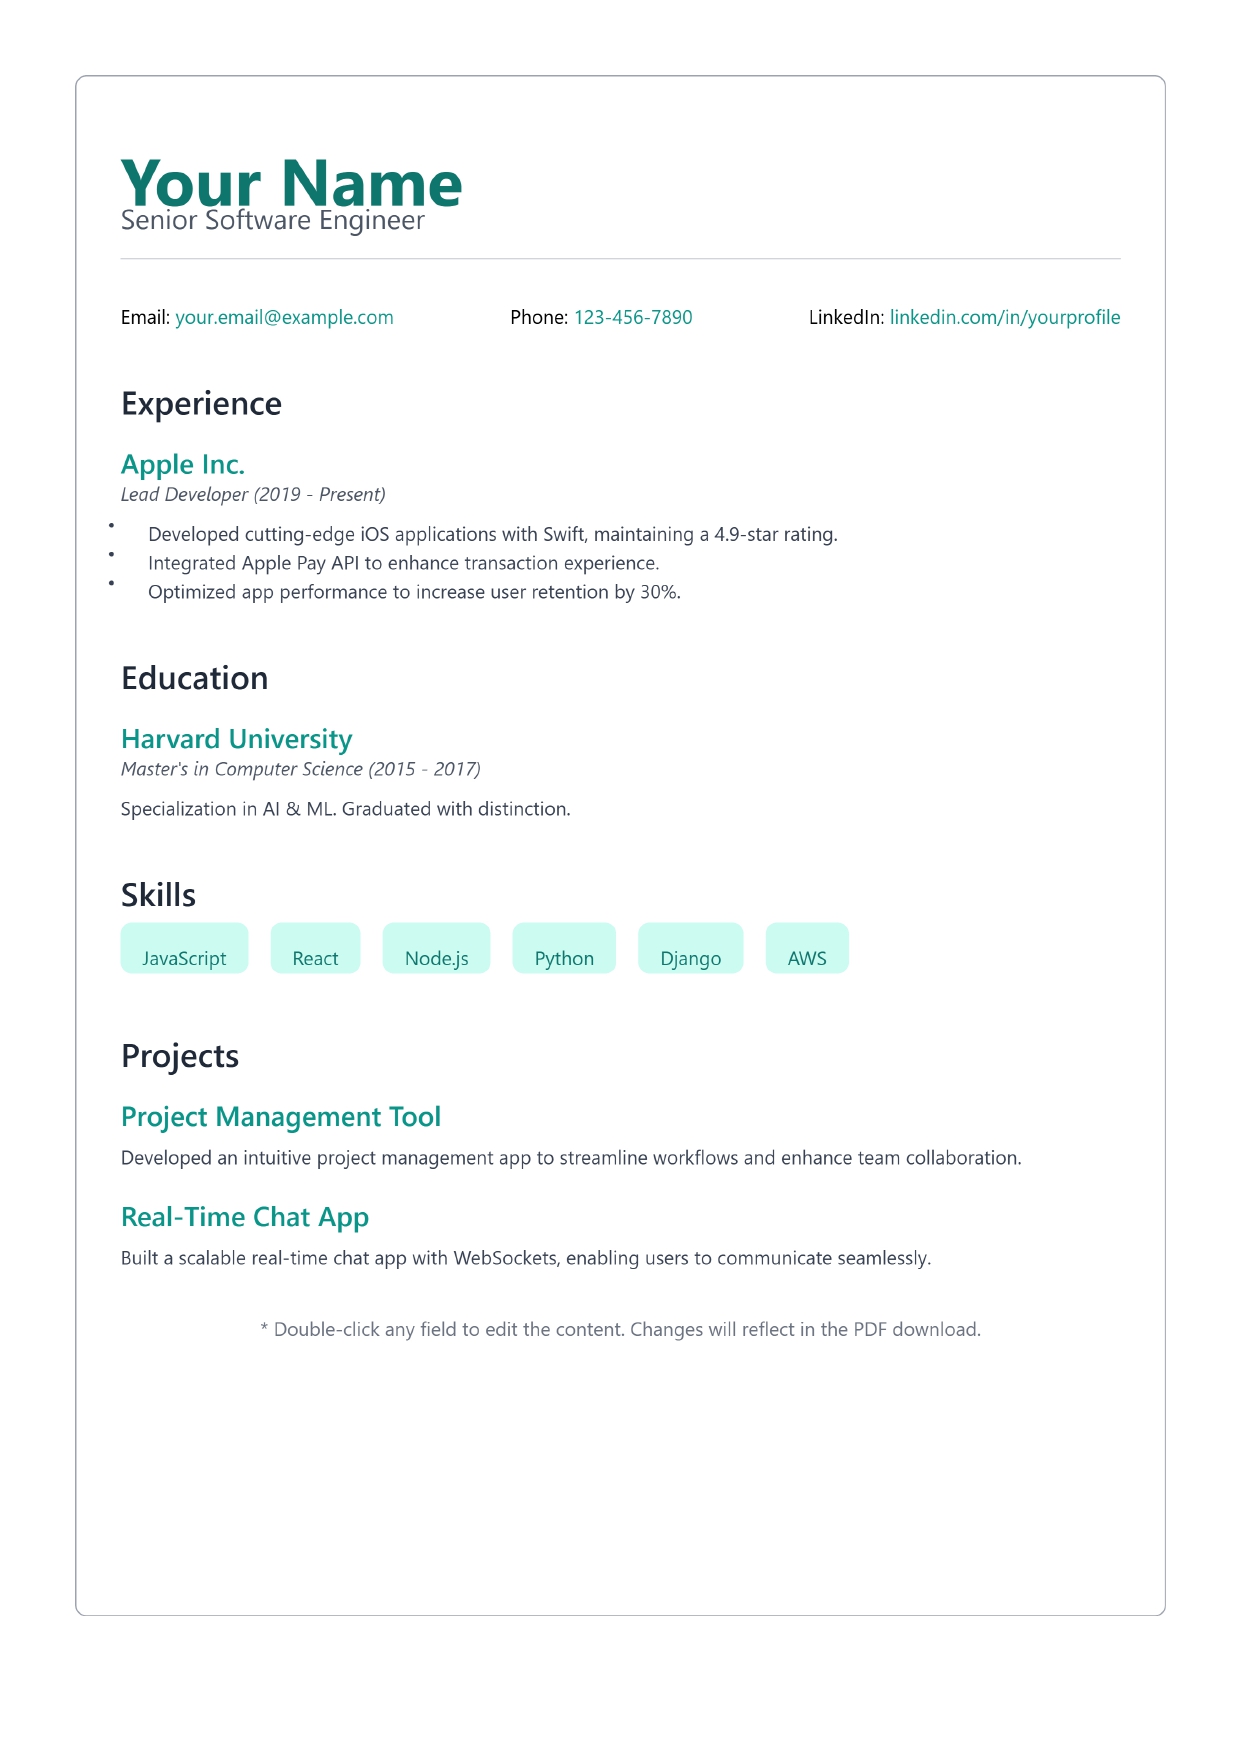 Your Name
Senior Software Engineer
Email: your.email@example.com Phone: 123-456-7890 LinkedIn: linkedin.com/in/yourprofile
Experience
Apple Inc.
Lead Developer (2019 - Present)
• Developed cutting-edge iOS applications with Swift, maintaining a 4.9-star rating.
• Integrated Apple Pay API to enhance transaction experience.
• Optimized app performance to increase user retention by 30%.
Education
Harvard University
Master's in Computer Science (2015 - 2017)
Specialization in AI & ML. Graduated with distinction.
Skills
JavaScript React Node.js Python Django AWS
Projects
Project Management Tool
Developed an intuitive project management app to streamline workflows and enhance team collaboration.
Real-Time Chat App
Built a scalable real-time chat app with WebSockets, enabling users to communicate seamlessly.
* Double-click any field to edit the content. Changes will reflect in the PDF download.